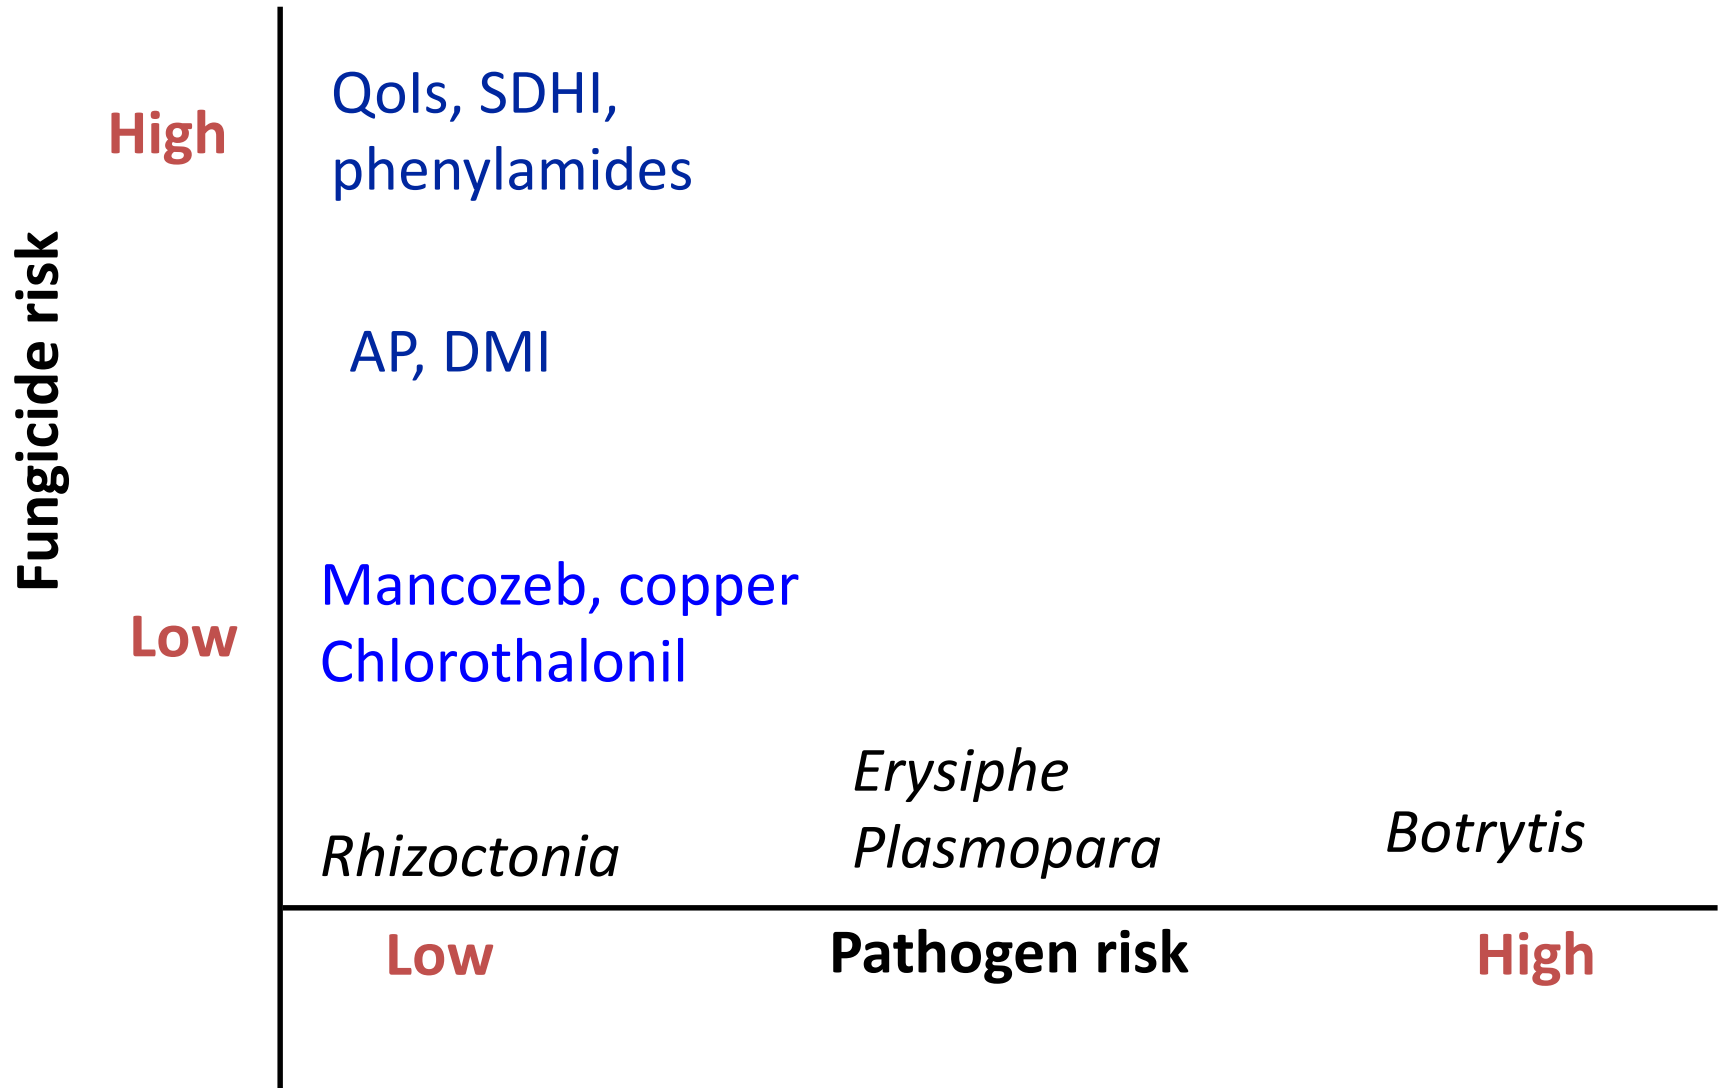 QoIs, SDHI,
phenylamides
High
Fungicide risk
AP, DMI
Mancozeb, copper
Chlorothalonil
Low
Erysiphe
Plasmopara
Rhizoctonia
Botrytis
Low
Pathogen risk
High